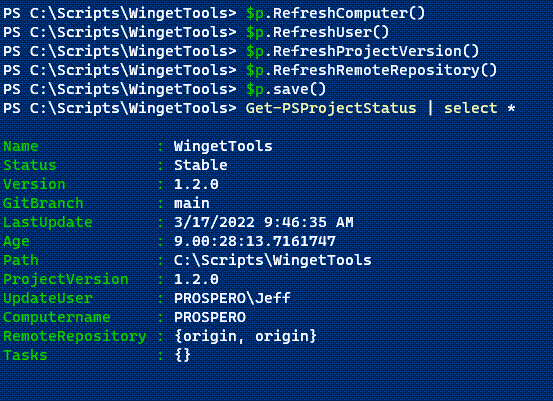 PS C:\Scripts\WingetTools> $p.RefreshComputer()
PS C:\Scripts\WingetTools> $p.RefreshUser()
PS C:\Scripts\WingetTools> $p.RefreshProjectVersion()
PS C:\Scripts\WingetTools> $p.RefreshRemoteRepository()
PS C:\Scripts\WingetTools> $p.save()
PS C:\Scripts\WingetTools> Get-PSProjectStatus | select *
Name             : WingetTools
Status           : Stable
Version          : 1.2.0
GitBranch        : main
LastUpdate       : 3/17/2022 9:46:35 AM
Age              : 9.00:28:13.7161747
Path             : C:\Scripts\WingetTools
ProjectVersion   : 1.2.0
UpdateUser       : PROSPERO\Jeff
Computername     : PROSPERO
RemoteRepository : {origin, origin}
Tasks            : {}